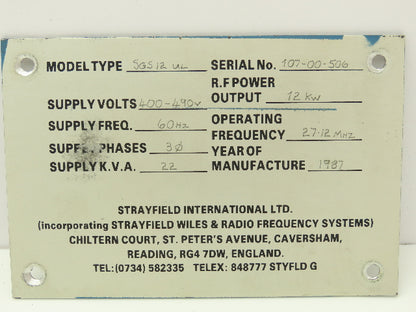 MODEL TYPE SGS12 UL SERIAL No. 107-00-506
R.F POWER
SUPPLY VOLTS 400-490v OUTPUT 12 KW
SUPPLY FREQ. 60Hz OPERATING
FREQUENCY 27·12 MHz
PHASES 3Ø YEAR OF
SUPPLY K.V.A. 22 MANUFACTURE 1987
STRAYFIELD INTERNATIONAL LTD.
(incorporating STRAYFIELD WILES & RADIO FREQUENCY SYSTEMS)
CHILTERN COURT, ST. PETER'S AVENUE, CAVERSHAM,
READING, RG4 7DW, ENGLAND.
TEL:(0734) 582335 TELEX: 848777 STYFLD G